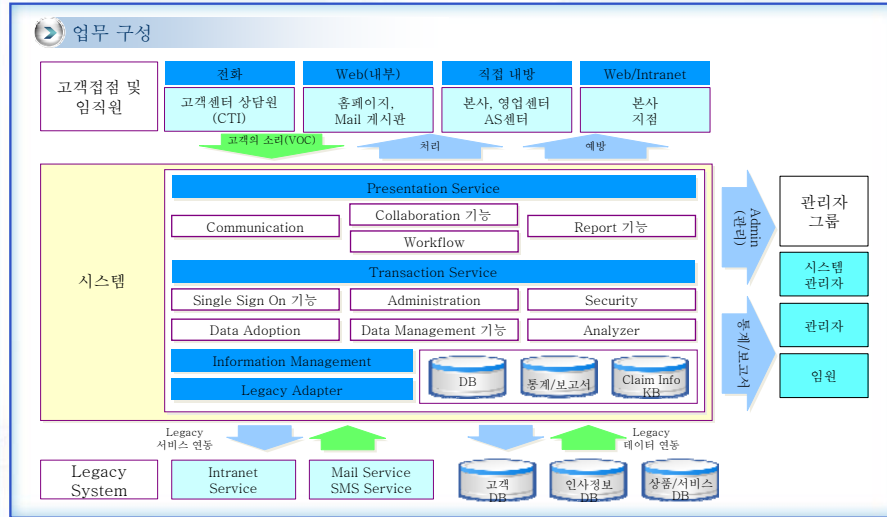 업무 구성
고객접점 및
임직원
전화
고객센터 상담원
(CTI)
Web(내부)
홈페이지,
Mail 게시판
직접 내방
본사, 영업센터
AS센터
Web/Intranet
본사
지점
고객의 소리(VOC)
처리
예방
시스템
Presentation Service
Communication
Collaboration 기능
Workflow
Report 기능
Transaction Service
Single Sign On 기능
Administration
Security
Data Adoption
Data Management 기능
Analyzer
Information Management
Legacy Adapter
DB
통계/보고서
Claim Info
KB
Admin
(관리)
통계/보고서
관리자
그룹
시스템
관리자
관리자
임원
Legacy
서비스 연동
Legacy
데이터 연동
Legacy
System
Intranet
Service
Mail Service
SMS Service
고객
DB
인사정보
DB
상품/서비스
DB